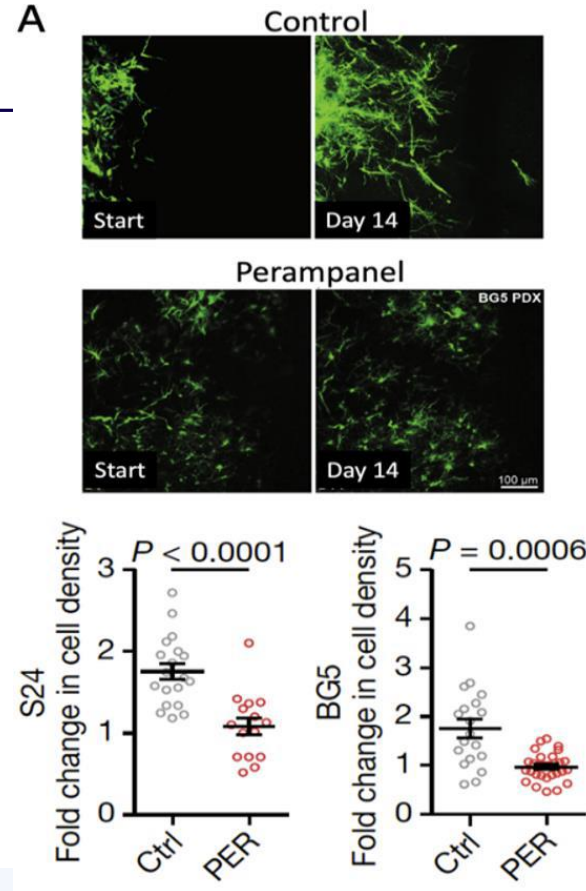 A
Control
Start
Day 14
Perampanel
BG5 PDX
Start
Day 14
100 µm
S24
Fold change in cell density
P < 0.0001
3
2
1
0
Ctrl
PER
BG5
Fold change in cell density
P = 0.0006
5
4
3
2
1
0
Ctrl
PER